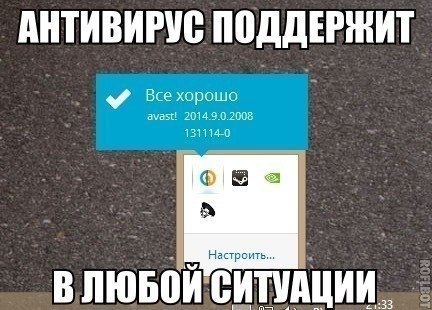 АНТИВИРУС ПОДДЕРЖИТ
Все хорошо
avast! 2014.9.0.2008
131114-0
Настроить...
В ЛЮБОЙ СИТУАЦИИ
21:33
ROFLBOT